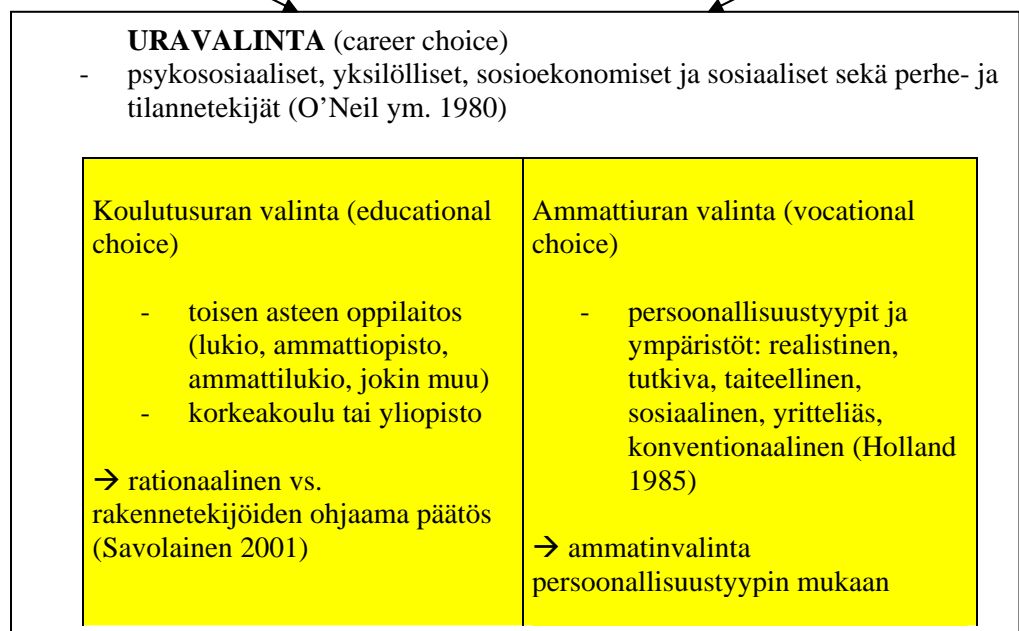 URAVALINTA (career choice)
- psykososiaaliset, yksilölliset, sosioekonomiset ja sosiaaliset sekä perhe- ja
tilannetekijät (O’Neil ym. 1980)
Koulutusuran valinta (educational
choice)
- toisen asteen oppilaitos
(lukio, ammattiopisto,
ammattilukio, jokin muu)
- korkeakoulu tai yliopisto
→ rationaalinen vs.
rakennetekijöiden ohjaama päätös
(Savolainen 2001)
Ammattiuran valinta (vocational
choice)
- persoonallisuustyypit ja
ympäristöt: realistinen,
tutkiva, taiteellinen,
sosiaalinen, yritteliäs,
konventionaalinen (Holland
1985)
→ ammatinvalinta
persoonallisuustyypin mukaan